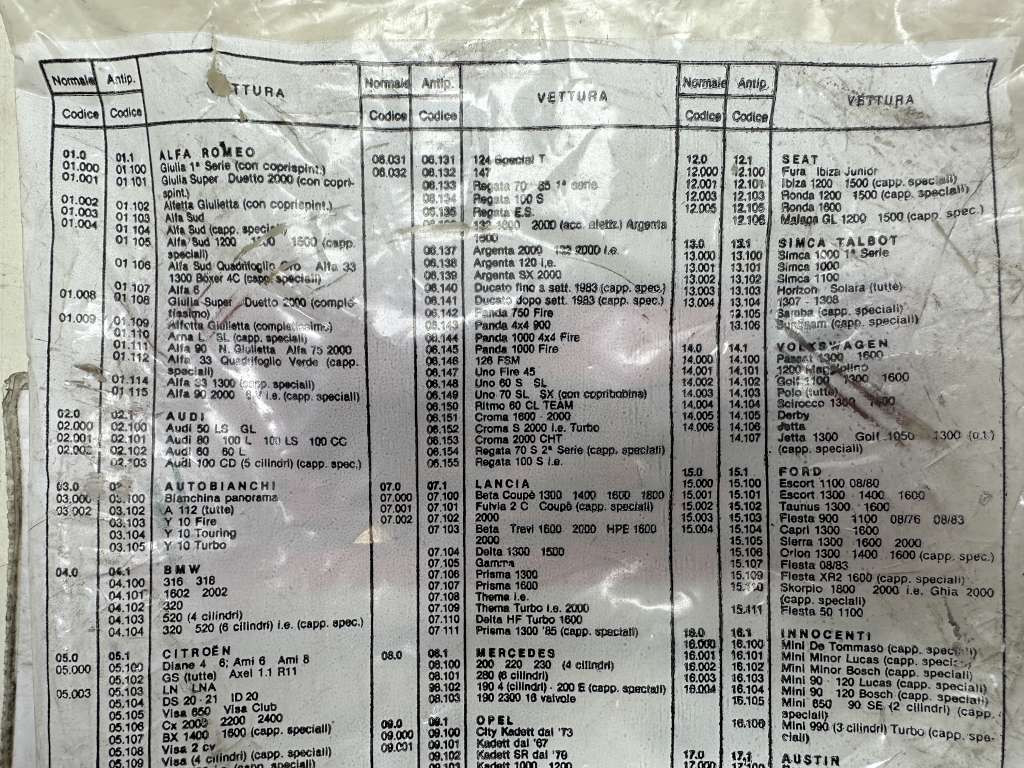 Normale Antip. VETTURA
Codice Codice
01.0 01.1 ALFA ROMEO
01.000 01 100 Giulia 1ª Serie (con coprispint.)
01.001 01 101 Giulia Super Duetto 2000 (con copri-
spint.)
01.002 01.102 Alfetta Giulietta (con coprispint.)
01.003 01 103 Alfa Sud
01.004 01 104 Alfa Sud (capp. speciali)
01 105 Alfa Sud 1200 1500 (capp.
speciali)
01 106 Alfa Sud Quadrifoglio Oro Alfa 33
1300 Boxer 4C (capp. speciali)
01 107 Alfa 6
01.008 01 108 Giulia Super Duetto 2000 (comple-
tissimo)
01.009 01.109 Alfetta Giulietta (completissimo)
01.110 Arna L SL (capp. speciali)
01.111 Alfa 90 N. Giulietta Alfa 75 2000
01.112 Alfa 33 Quadrifoglio Verde (capp.
speciali)
01.114 Alfa 33 1300 (capp. speciali)
01 115 Alfa 90 2000 6 V i.e. (capp. speciali)
02.0 02.1 AUDI
02.000 02.100 Audi 50 LS GL
02.001 02.101 Audi 80 100 L 100 LS 100 CC
02.002 02.102 Audi 60 60 L
02.103 Audi 100 CD (5 cilindri) (capp. spec.)
03.0 AUTOBIANCHI
03.000 03.100 Bianchina panorama
03 002 03.102 A 112 (tutte)
03.103 Y 10 Fire
03.104 Y 10 Touring
03.105 Y 10 Turbo
04.0 04.1 BMW
04.100 316 318
04.101 1602 2002
04.102 320
04.103 520 (4 cilindri)
04.104 320 520 (6 cilindri) i.e. (capp. spec.)
05.0 05.1 CITROËN
05.000 05.100 Diane 4 6; Ami 6 Ami 8
05.102 GS (tutte) Axel 1.1 R11
05.003 05.103 LN LNA
05.104 DS 20 - 21 ID 20
05.105 Visa 650 Visa Club
05.106 Cx 2000 2200 2400
05.107 BX 1400 1600 (capp. speciali)
05.108 Visa 2 cv
05.109 Visa (4 cilindri) (capp. speciali)
Normale Antip. VETTURA
Codice Codice
06.031 06.131 124 Special T
06.032 06.132 147
06.133 Regata 70 85 1ª serie
06.134 Regata 100 S
06.135 Regata E.S.
132 1600 2000 (acc. elettr.) Argenta
1600
06.137 Argenta 2000 132 2000 i.e.
06.138 Argenta 120 i.e.
06.139 Argenta SX 2000
06.140 Ducato fino a sett. 1983 (capp. spec.)
06.141 Ducato dopo sett. 1983 (capp. spec.)
06.142 Panda 750 Fire
06.143 Panda 4x4 900
06.144 Panda 1000 4x4 Fire
06.145 Panda 1000 Fire
06.146 126 FSM
06.147 Uno Fire 45
06.148 Uno 60 S SL
06.149 Uno 70 SL SX (con copribobina)
06.150 Ritmo 60 CL TEAM
06.151 Croma 1600 - 2000
06.152 Croma S 2000 i.e. Turbo
06.153 Croma 2000 CHT
06.154 Regata 70 S 2ª Serie (capp. speciali)
06.155 Regata 100 S i.e.
07.0 07.1 LANCIA
07.000 07.100 Beta Coupè 1300 1400 1600 1800
07.001 07.101 Fulvia 2 C Coupè (capp. speciali)
07.002 07.102 2000
07.103 Beta Trevi 1600 2000 HPE 1600
2000
07.104 Delta 1300 1500
07.105 Gamma
07.106 Prisma 1300
07.107 Prisma 1600
07.108 Thema i.e.
07.109 Thema Turbo i.e. 2000
07.110 Delta HF Turbo 1600
07 111 Prisma 1300 '85 (capp. speciali)
08.0 08.1 MERCEDES
08.100 200 220 230 (4 cilindri)
08.101 280 (6 cilindri)
08.102 190 4 (cilindri) - 200 E (capp. speciali)
08.103 190 2300 16 valvole
09.0 09.1 OPEL
09.000 09.100 City Kadett dal '73
09.001 09.101 Kadett dal '67
09.102 Kadett SR dal '76
09.103 Kadett 1000 1200
Normale Antip. VETTURA
Codice Codice
12.0 12.1 SEAT
12.000 12.100 Fura Ibiza Junior
12.001 12.101 Ibiza 1200 1500 (capp. speciali)
12.003 12.103 Ronda 1200 1500 (capp. speciali)
12.005 12.105 Ronda 1600
12.106 Malaga GL 1200 1500 (capp. spec.)
13.0 13.1 SIMCA TALBOT
13.000 13.100 Simca 1000 1ª Serie
13.001 13.101 Simca 1000
13.002 13.102 Simca 1100
13.003 13.103 Horizon Solara (tutte)
13.004 13.104 1307 - 1308
13.105 Samba (capp. speciali)
13.106 Sunbeam (capp. speciali)
14.0 14.1 VOLKSWAGEN
14.000 14.100 Passat 1300 1600
14.001 14.101 1200 Maggiolino
14.002 14.102 Golf 1100 1300 1600
14.003 14.103 Polo (tutte)
14.004 14.104 Scirocco 1300
14.005 14.105 Derby
14.006 14.106 Jetta
14.107 Jetta 1300 Golf 1050 1300 (o.t.)
(capp. speciali)
15.0 15.1 FORD
15.000 15.100 Escort 1100 08/80
15.001 15.101 Escort 1300 1400 1600
15.002 15.102 Taunus 1300 1600
15.003 15.103 Fiesta 900 1100 08/76 08/83
15.004 15.104 Capri 1300 1600
15.105 Sierra 1300 1600 2000
15.106 Orion 1300 1400 1600 (capp. spec.)
15.107 Fiesta 08/83
15.109 Fiesta XR2 1600 (capp. speciali)
15.110 Skorpio 1800 2000 i.e. Ghia 2000
(capp. speciali)
15.111 Fiesta 50 1100
16.0 16.1 INNOCENTI
16.000 16.100 Mini De Tommaso (capp. speciali)
16.001 16.101 Mini Minor Lucas (capp. speciali)
16.002 16.102 Mini Minor Bosch (capp. speciali)
16.003 16.103 Mini 90 120 Lucas (capp. speciali)
16.004 16.104 Mini 90 120 Bosch (capp. speciali)
16.105 Mini 650 90 SE (2 cilindri) (capp.
speciali)
16.106 Mini 990 (3 cilindri) Turbo (capp. spe-
ciali)
17.0 17.1 AUSTIN
17.000 17.100